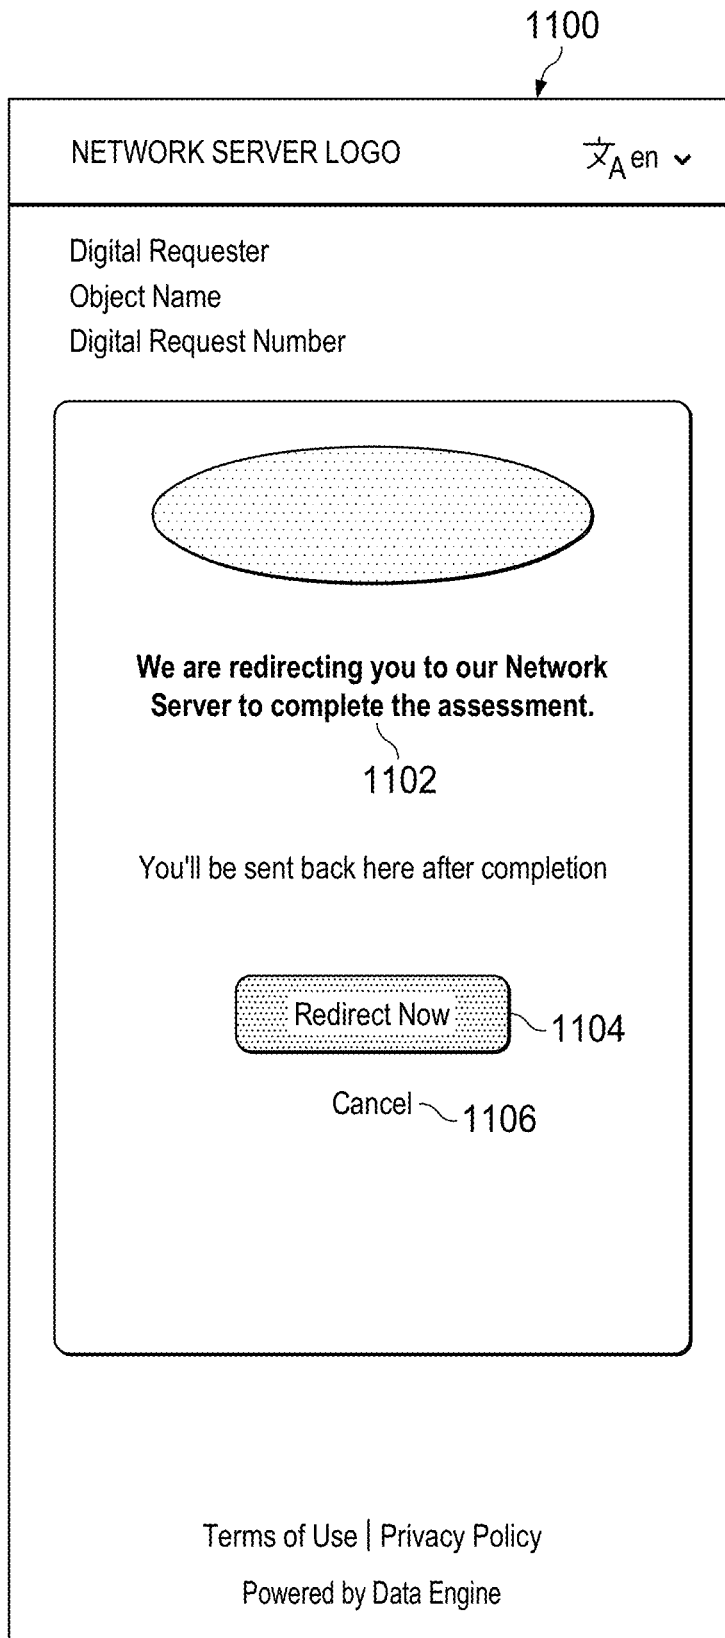 1100
NETWORK SERVER LOGO
文A en
Digital Requester
Object Name
Digital Request Number
We are redirecting you to our Network
Server to complete the assessment.
1102
You'll be sent back here after completion
Redirect Now
1104
Cancel
1106
Terms of Use | Privacy Policy
Powered by Data Engine